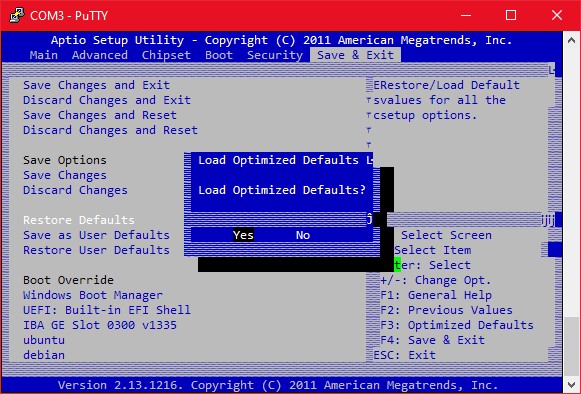 COM3 - PuTTY
Aptio Setup Utility - Copyright (C) 2011 American Megatrends, Inc.
Main Advanced Chipset Boot Security Save & Exit
Save Changes and Exit
Discard Changes and Exit
Save Changes and Reset
Discard Changes and Reset
Save Options
Save Changes
Discard Changes
Restore Defaults
Save as User Defaults
Restore User Defaults
Boot Override
Windows Boot Manager
UEFI: Built-in EFI Shell
IBA GE Slot 0300 v1335
ubuntu
debian
Load Optimized Defaults
Load Optimized Defaults?
Yes No
ERestore/Load Default
svalues for all the
csetup options.
Select Screen
Select Item
ter: Select
+/-: Change Opt.
F1: General Help
F2: Previous Values
F3: Optimized Defaults
F4: Save & Exit
ESC: Exit
Version 2.13.1216. Copyright (C) 2011 American Megatrends, Inc.